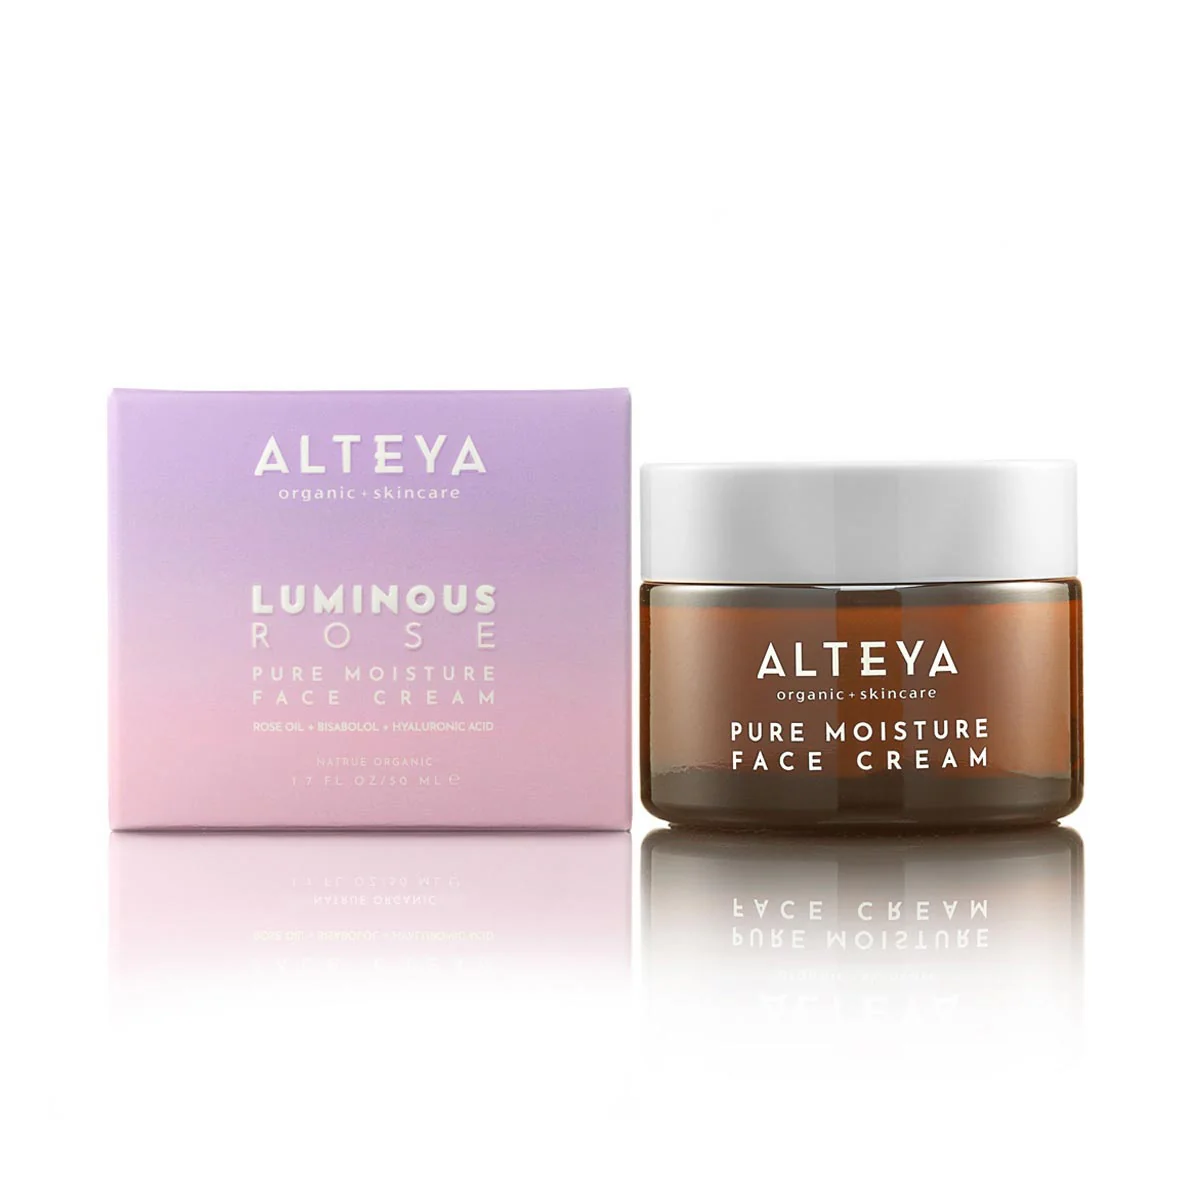 ALTEYA
organic + skincare
LUMINOUS
ROSE
PURE MOISTURE
FACE CREAM
ROSE OIL + BISABOLOL + HYALURONIC ACID
NATRUE ORGANIC
1.7 FL OZ/50 ML ℮
ALTEYA
organic + skincare
PURE MOISTURE
FACE CREAM